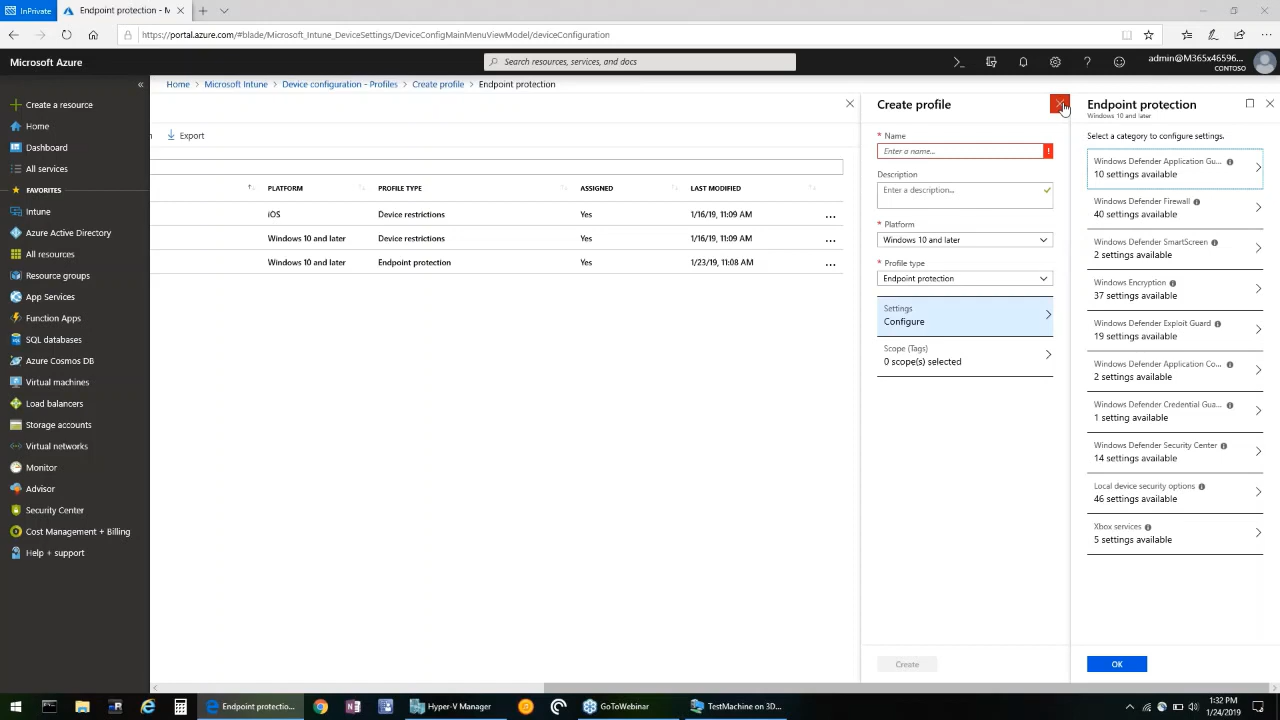 InPrivate
Endpoint protection - M
https://portal.azure.com/#blade/Microsoft_Intune_DeviceSettings/DeviceConfigMainMenuViewModel/deviceConfiguration
Microsoft Azure
Search resources, services, and docs
admin@M365x46596...
CONTOSO
Home > Microsoft Intune > Device configuration - Profiles > Create profile > Endpoint protection
Create a resource
Home
Dashboard
All services
FAVORITES
Intune
Azure Active Directory
All resources
Resource groups
App Services
Function Apps
SQL databases
Azure Cosmos DB
Virtual machines
Load balancers
Storage accounts
Virtual networks
Monitor
Advisor
Security Center
Cost Management + Billing
Help + support
Export
PLATFORM PROFILE TYPE ASSIGNED LAST MODIFIED
iOS Device restrictions Yes 1/16/19, 11:09 AM ...
Windows 10 and later Device restrictions Yes 1/16/19, 11:09 AM ...
Windows 10 and later Endpoint protection Yes 1/23/19, 11:08 AM ...
Create profile
* Name
Enter a name...
Description
Enter a description...
* Platform
Windows 10 and later
* Profile type
Endpoint protection
Settings
Configure
Scope (Tags)
0 scope(s) selected
Create
Endpoint protection
Windows 10 and later
Select a category to configure settings.
Windows Defender Application Gu...
10 settings available
Windows Defender Firewall
40 settings available
Windows Defender SmartScreen
2 settings available
Windows Encryption
37 settings available
Windows Defender Exploit Guard
19 settings available
Windows Defender Application Co...
2 settings available
Windows Defender Credential Gua...
1 setting available
Windows Defender Security Center
14 settings available
Local device security options
46 settings available
Xbox services
5 settings available
OK
Endpoint protectio...
Hyper-V Manager
GoToWebinar
TestMachine on 3D...
1:32 PM
1/24/2019